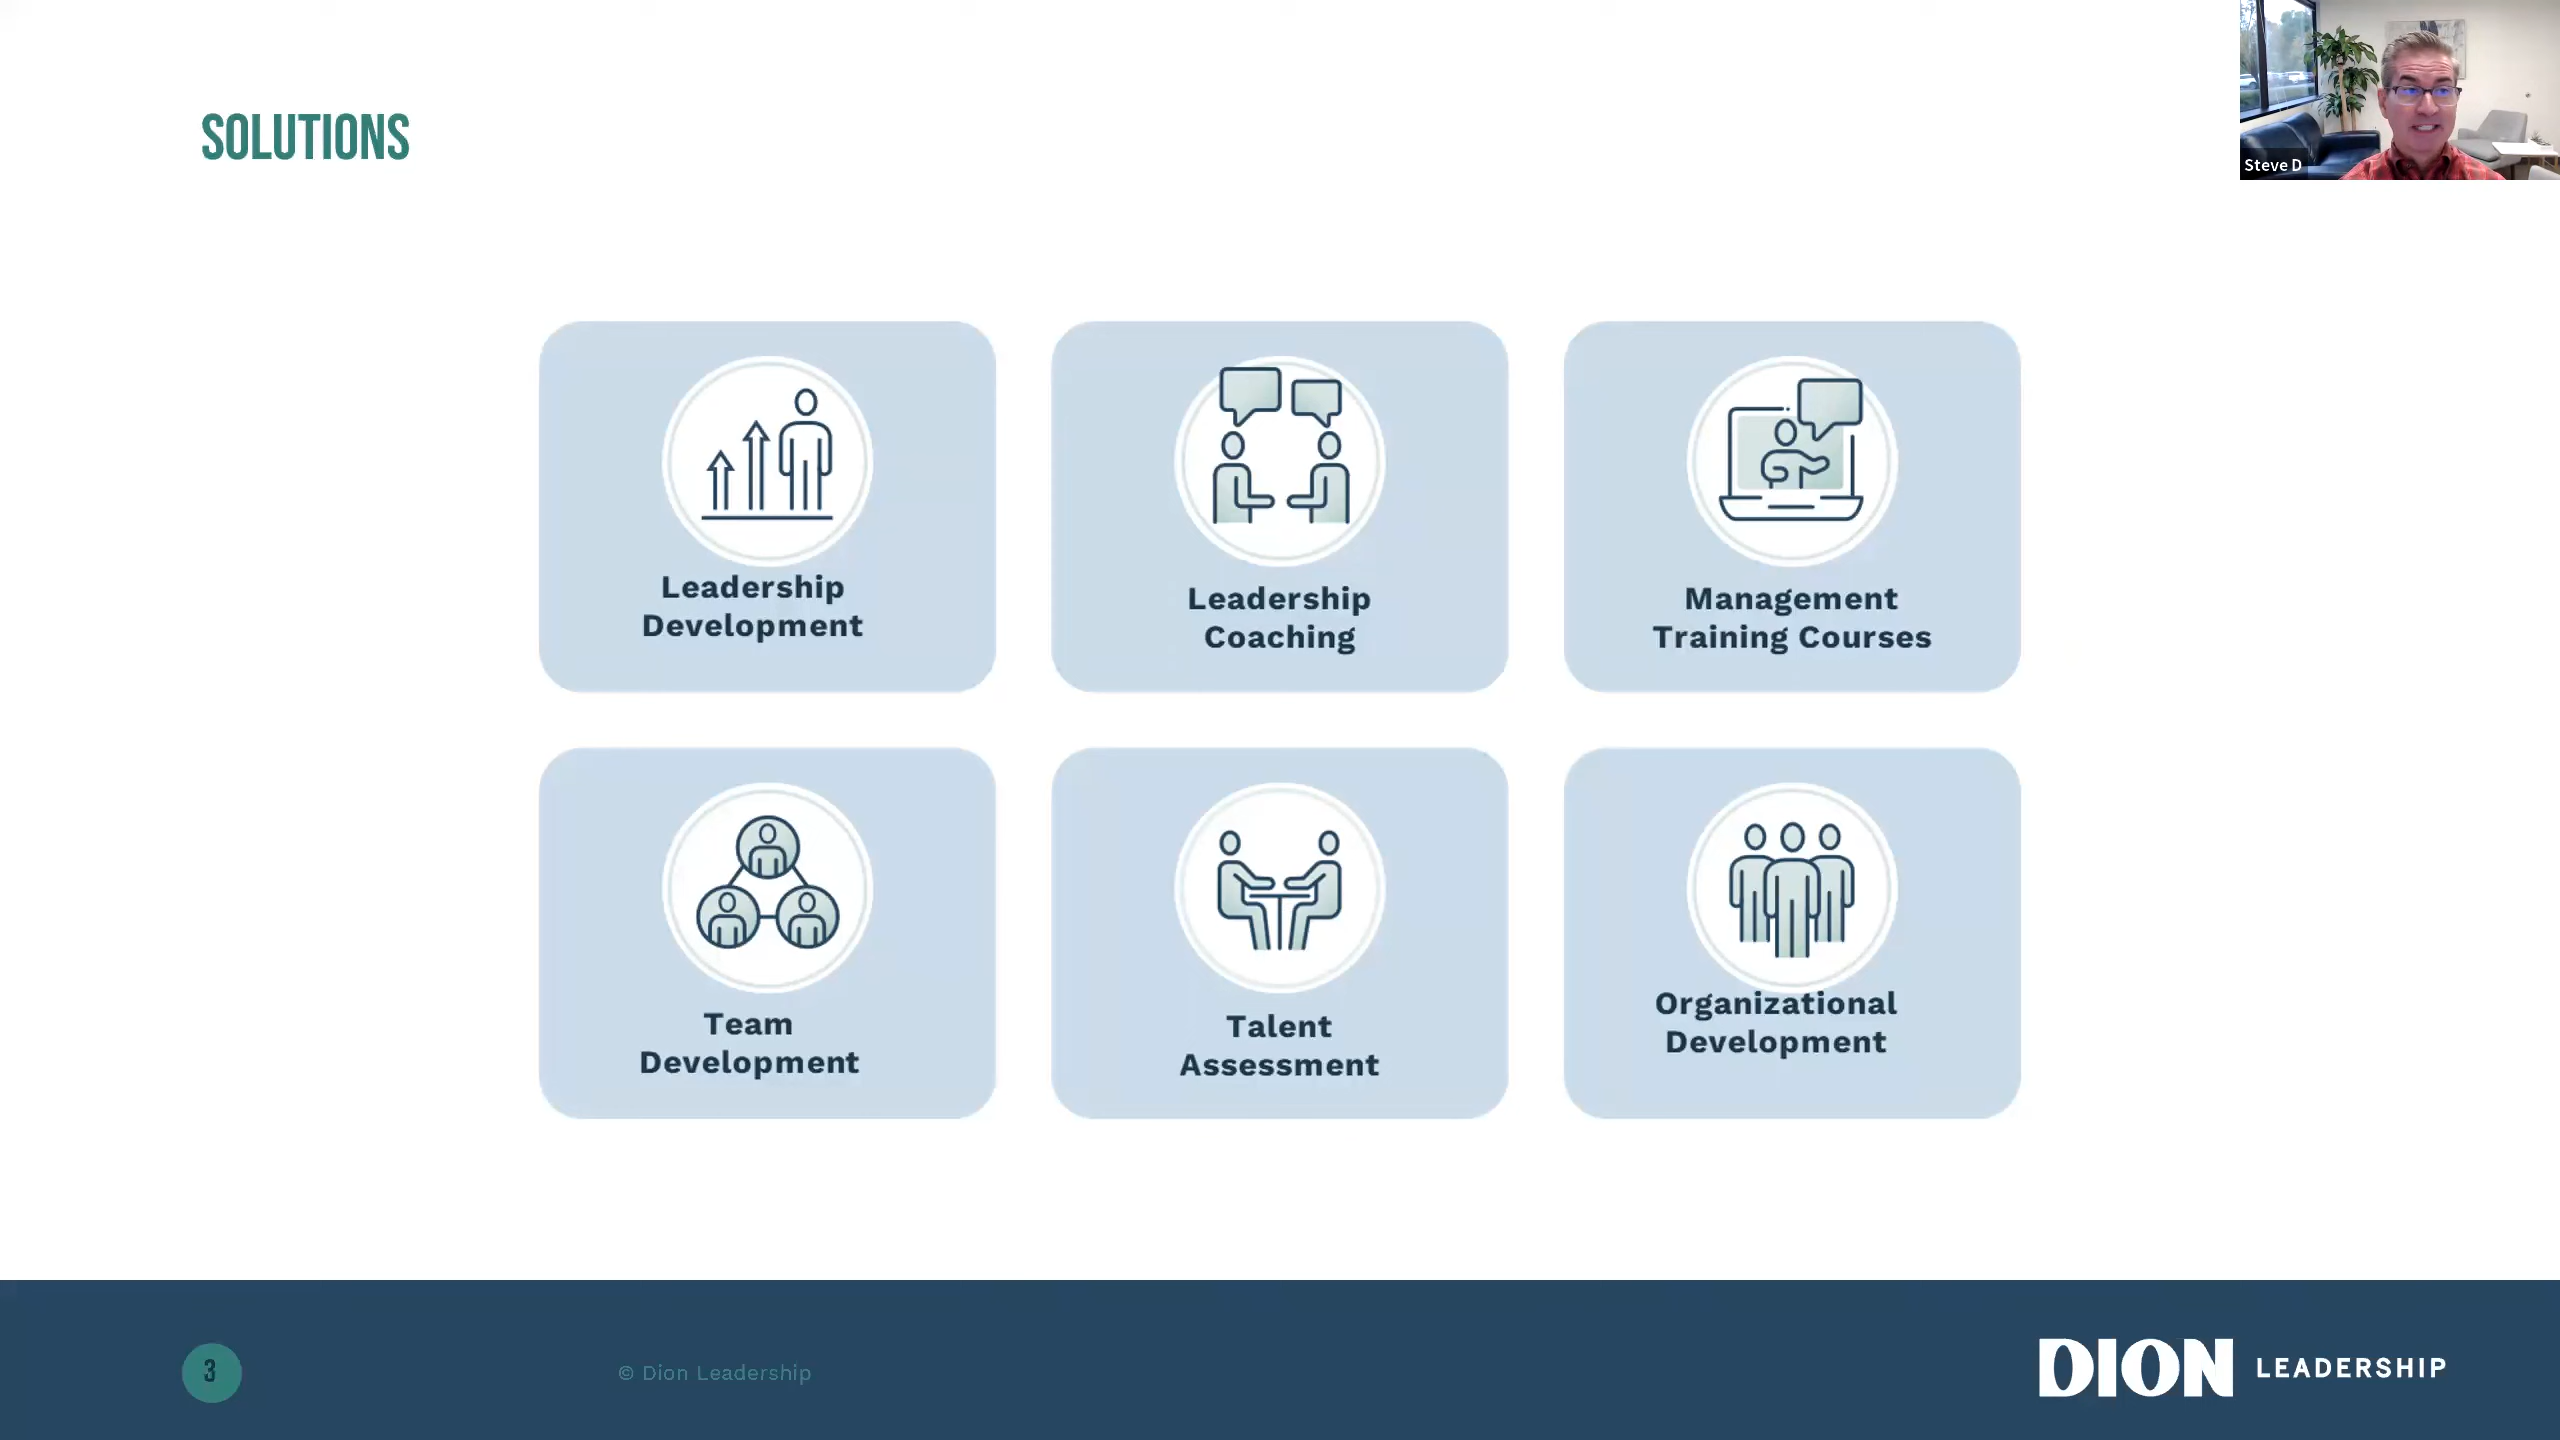 SOLUTIONS
Steve D
Leadership
Development
Leadership
Coaching
Management
Training Courses
Team
Development
Talent
Assessment
Organizational
Development
3
© Dion Leadership
DION LEADERSHIP